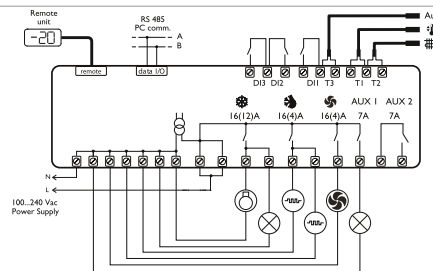 Remote
unit
-20
RS 485
PC comm.
A
B
Au
remote
data I/O
DI3 DI2 DI1 T3 T1 T2
AUX 1 AUX 2
16(12)A 16(4)A 16(4)A 7A 7A
N
L
100...240 Vac
Power Supply